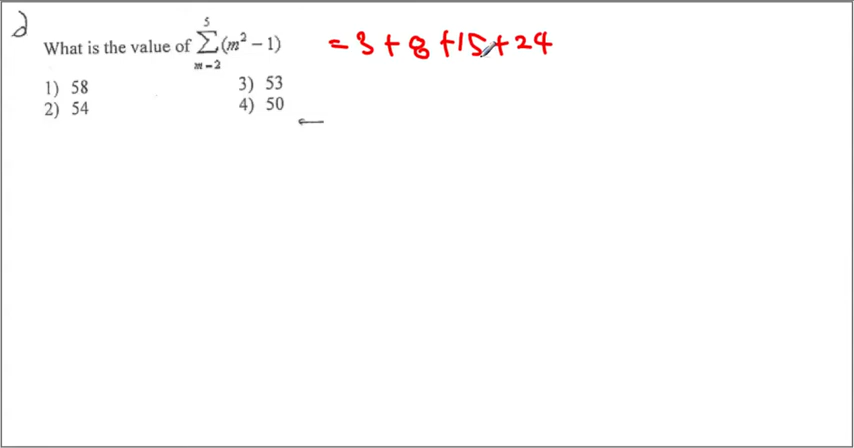 2
5
What is the value of ∑(m² – 1) = 3 + 8 + 15 + 24
m–2
1) 58 3) 53
2) 54 4) 50